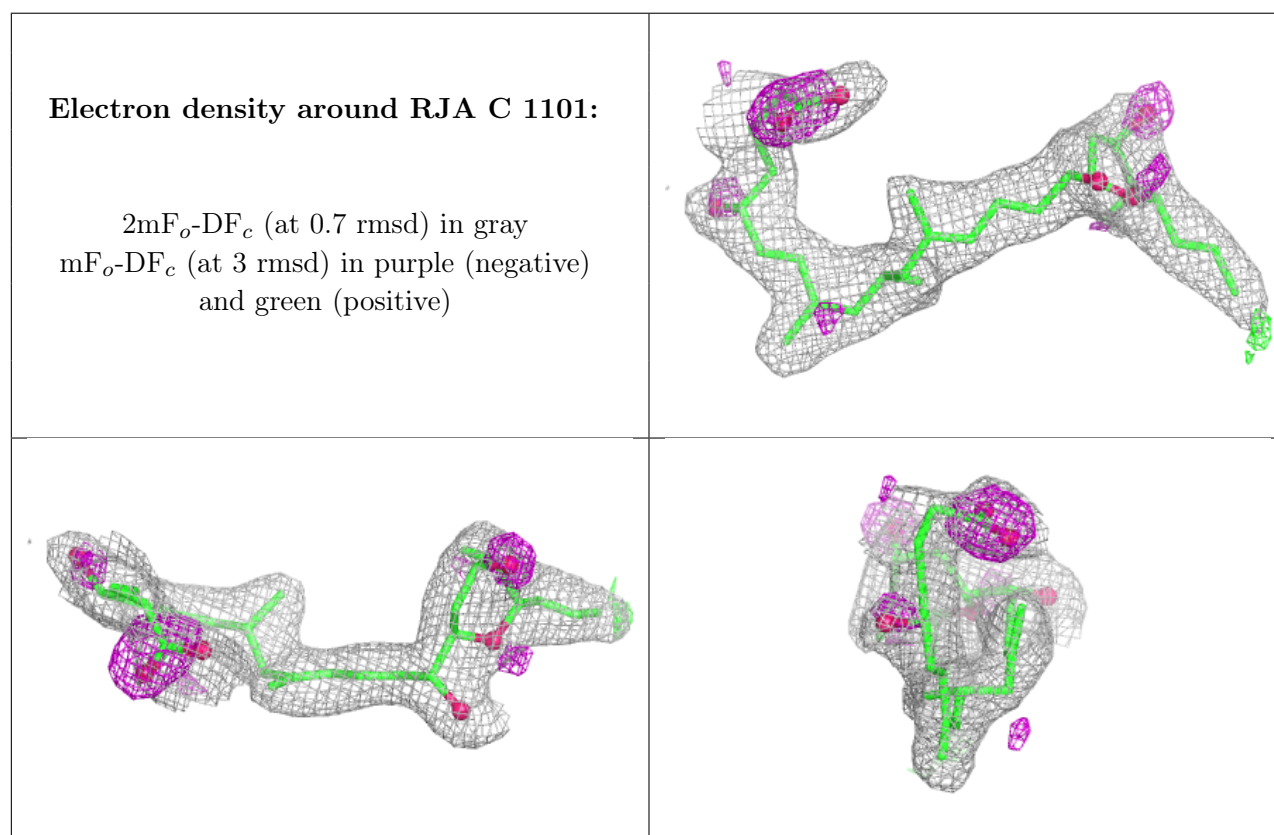 Electron density around RJA C 1101:
2mFₒ-DF𝒸 (at 0.7 rmsd) in gray
mFₒ-DF𝒸 (at 3 rmsd) in purple (negative)
and green (positive)